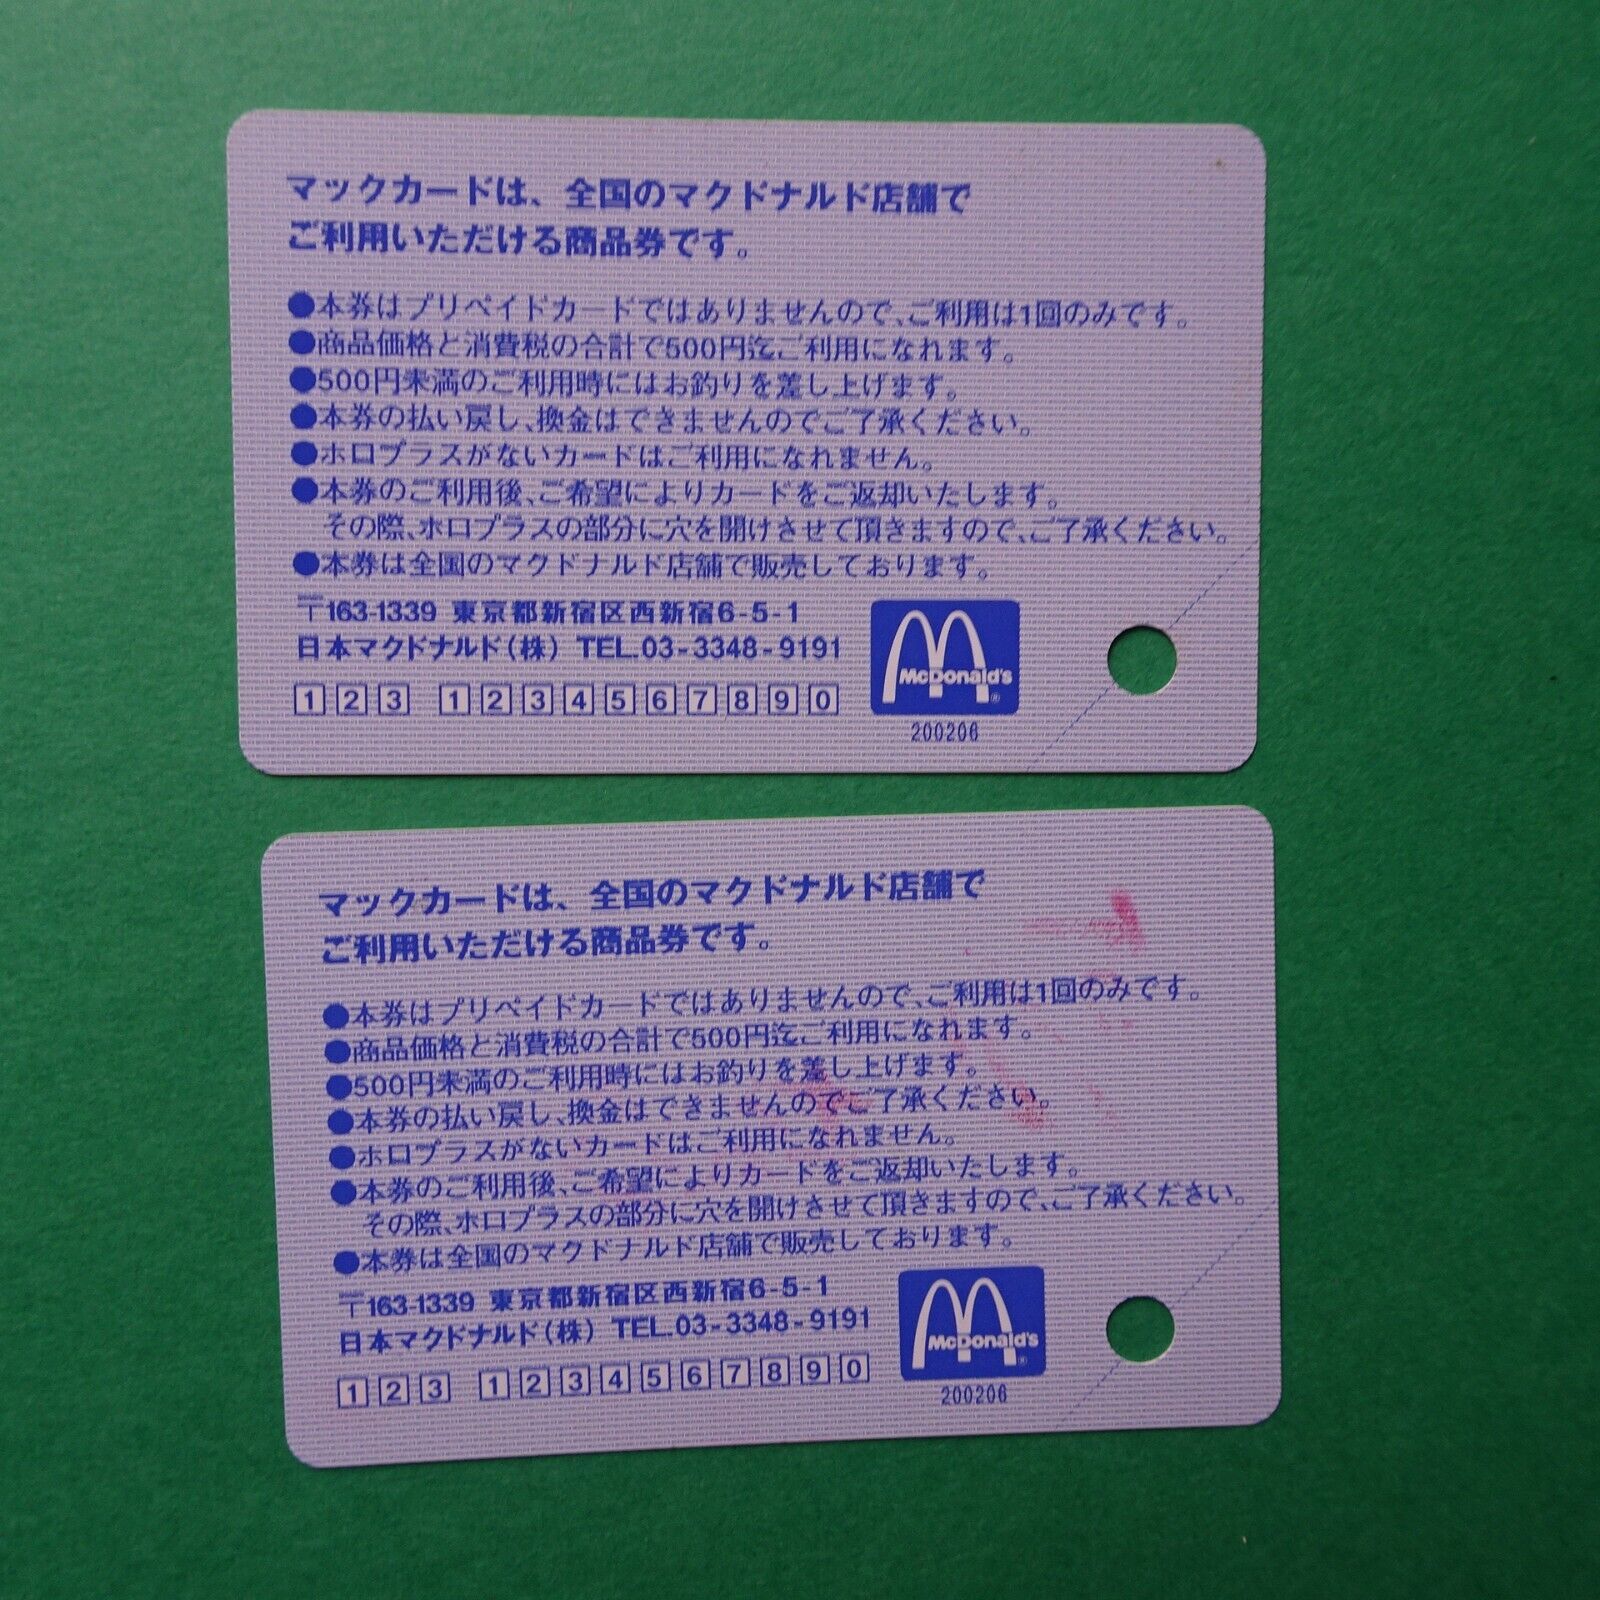 マックカードは、全国のマクドナルド店舗で
ご利用いただける商品券です。
●本券はプリペイドカードではありませんので、ご利用は1回のみです。
●商品価格と消費税の合計で500円迄ご利用になれます。
●500円未満のご利用時にはお釣りを差し上げます。
●本券の払い戻し、換金はできませんのでご了承ください。
●ホロプラスがないカードはご利用になれません。
●本券のご利用後、ご希望によりカードをご返却いたします。
その際、ホロプラスの部分に穴を開けさせて頂きますので、ご了承ください。
●本券は全国のマクドナルド店舗で販売しております。
〒163-1339 東京都新宿区西新宿6-5-1
日本マクドナルド(株) TEL.03-3348-9191
1 2 3 1 2 3 4 5 6 7 8 9 0
McDonald's®
200206
マックカードは、全国のマクドナルド店舗で
ご利用いただける商品券です。
●本券はプリペイドカードではありませんので、ご利用は1回のみです。
●商品価格と消費税の合計で500円迄ご利用になれます。
●500円未満のご利用時にはお釣りを差し上げます。
●本券の払い戻し、換金はできませんのでご了承ください。
●ホロプラスがないカードはご利用になれません。
●本券のご利用後、ご希望によりカードをご返却いたします。
その際、ホロプラスの部分に穴を開けさせて頂きますので、ご了承ください。
●本券は全国のマクドナルド店舗で販売しております。
〒163-1339 東京都新宿区西新宿6-5-1
日本マクドナルド(株) TEL.03-3348-9191
1 2 3 1 2 3 4 5 6 7 8 9 0
McDonald's®
200206